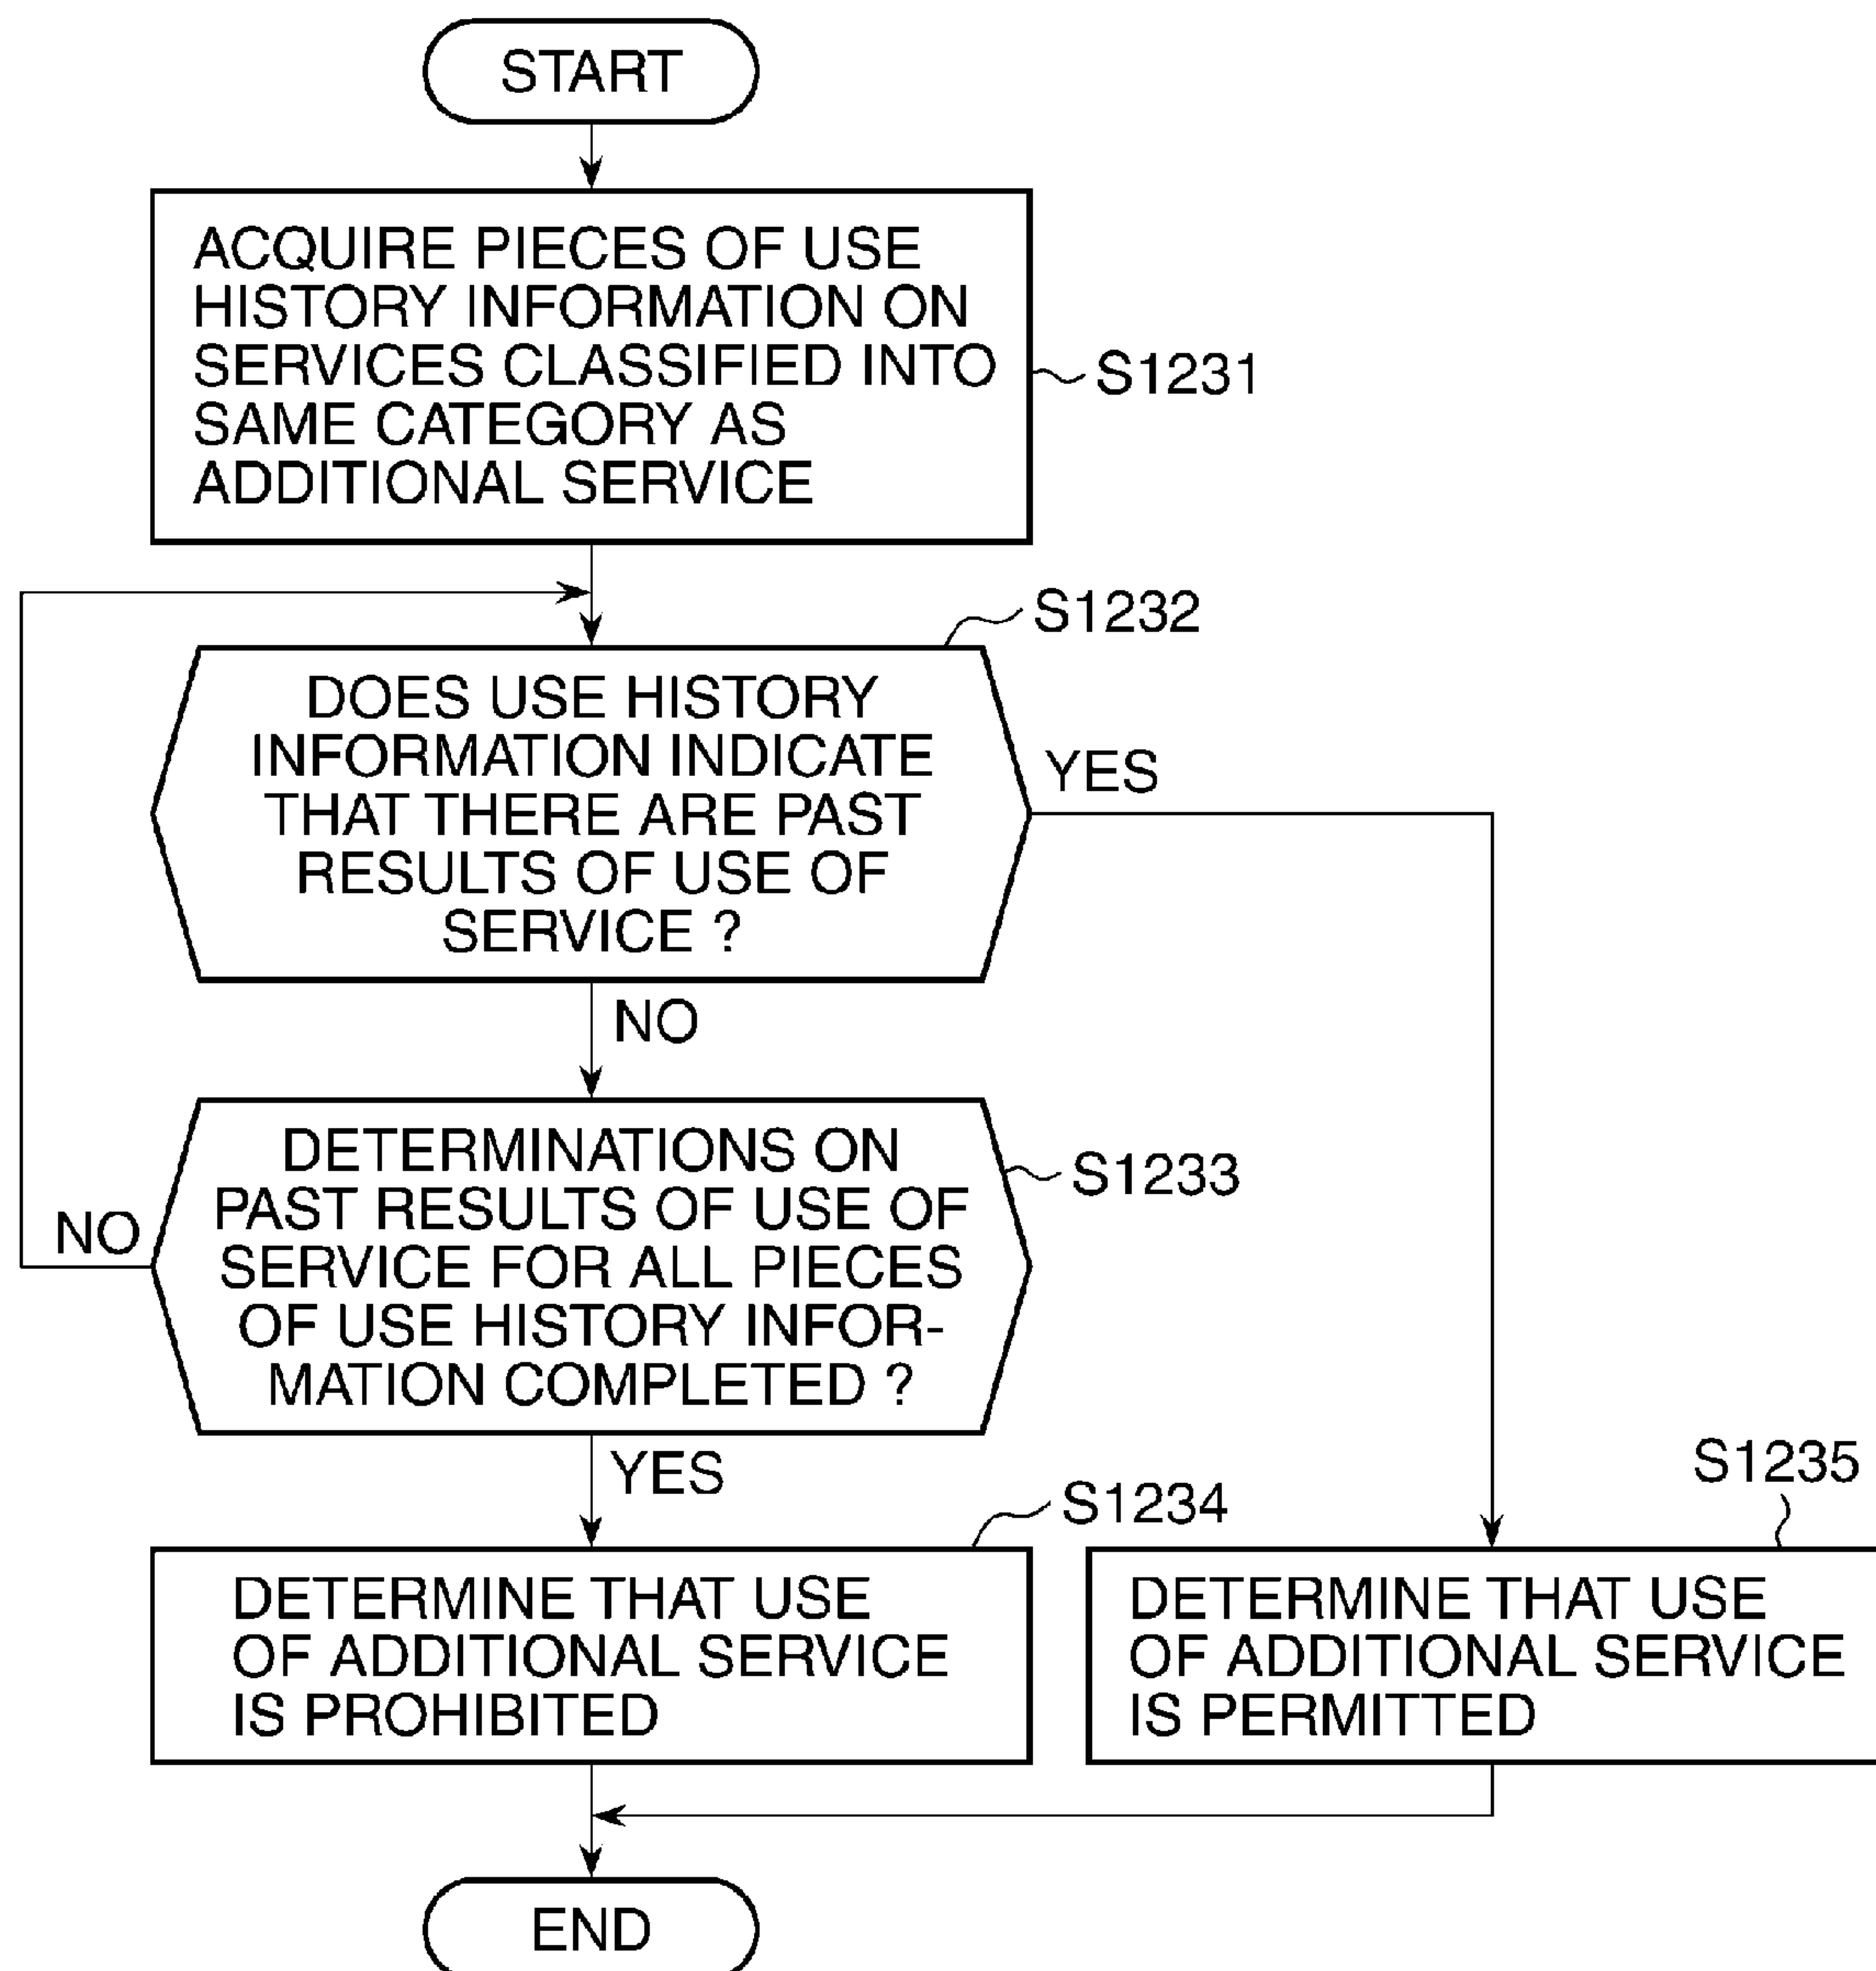 START
ACQUIRE PIECES OF USE
HISTORY INFORMATION ON
SERVICES CLASSIFIED INTO
SAME CATEGORY AS
ADDITIONAL SERVICE
S1231
S1232
DOES USE HISTORY
INFORMATION INDICATE
THAT THERE ARE PAST
RESULTS OF USE OF
SERVICE ?
YES
NO
DETERMINATIONS ON
PAST RESULTS OF USE OF
SERVICE FOR ALL PIECES
OF USE HISTORY INFOR-
MATION COMPLETED ?
S1233
NO
YES
S1234
DETERMINE THAT USE
OF ADDITIONAL SERVICE
IS PROHIBITED
S1235
DETERMINE THAT USE
OF ADDITIONAL SERVICE
IS PERMITTED
END